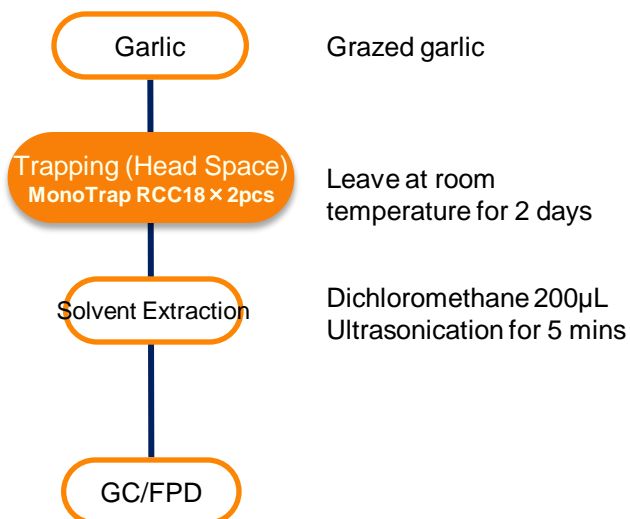 Garlic
Grazed garlic
Trapping (Head Space)
MonoTrap RCC18×2pcs
Leave at room
temperature for 2 days
Solvent Extraction
Dichloromethane 200µL
Ultrasonication for 5 mins
GC/FPD